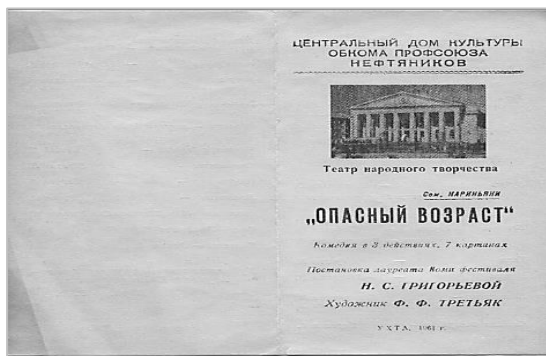 ЦЕНТРАЛЬНЫЙ ДОМ КУЛЬТУРЫ
ОБКОМА ПРОФСОЮЗА
НЕФТЯНИКОВ
Театр народного творчества
Сем. НАРИНЬЯНИ
„ОПАСНЫЙ ВОЗРАСТ“
Комедия в 3 действиях, 7 картинах
Постановка лауреата Коми фестиваля
Н. С. ГРИГОРЬЕВОЙ
Художник Ф. Ф. ТРЕТЬЯК
УХТА, 1961 г.